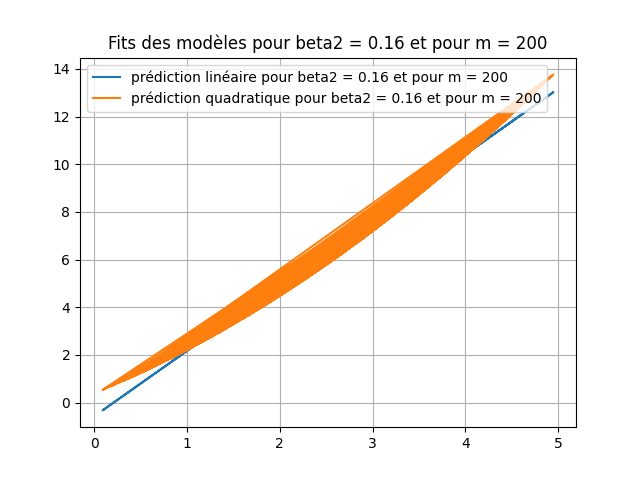 Fits des modèles pour beta2 = 0.16 et pour m = 200
prédiction linéaire pour beta2 = 0.16 et pour m = 200
prédiction quadratique pour beta2 = 0.16 et pour m = 200
14
12
10
8
6
4
2
0
0 1 2 3 4 5